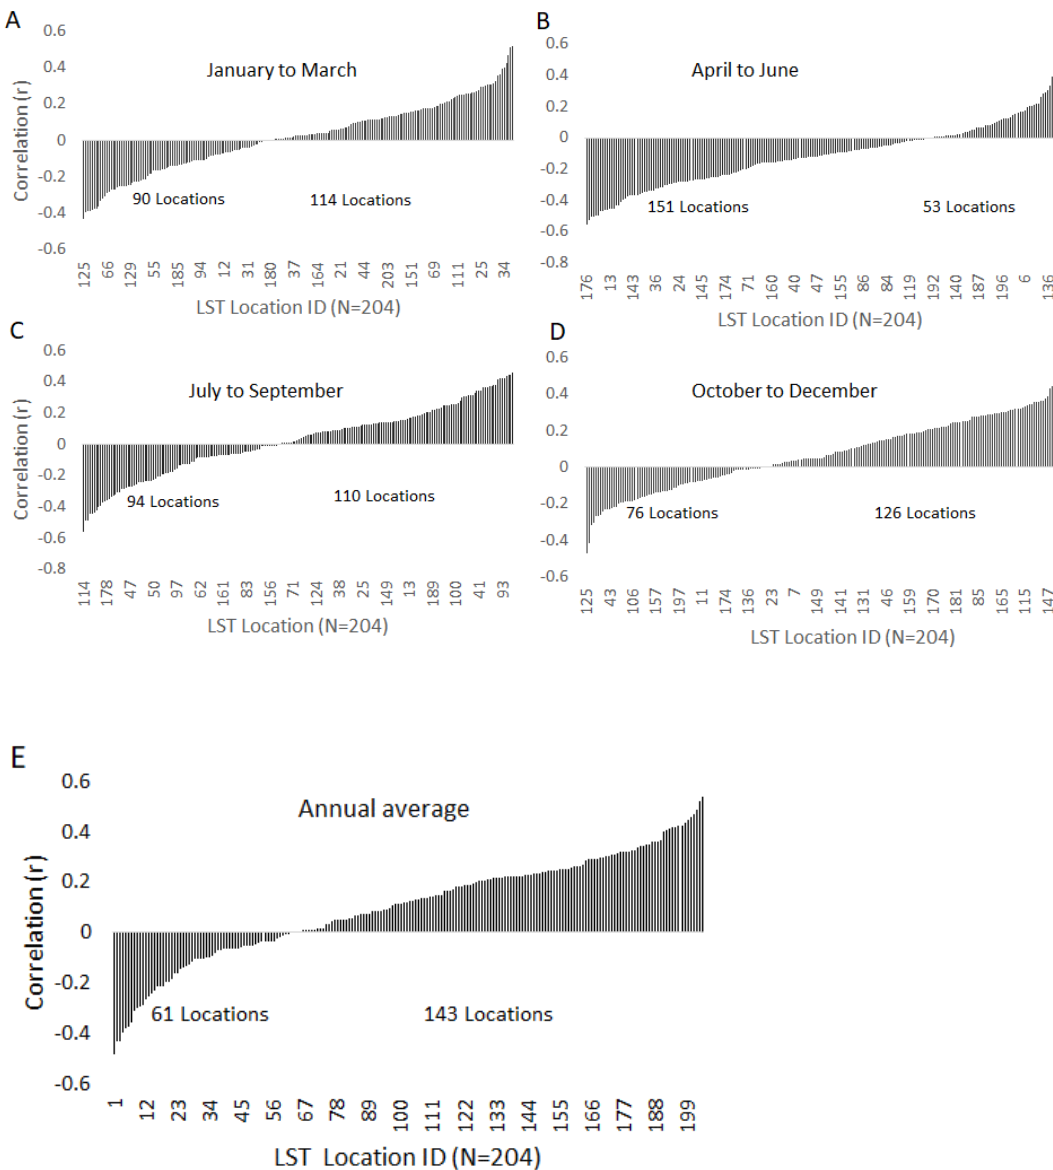 A
0.6
0.4
0.2
0
-0.2
-0.4
-0.6
Correlation (r)
January to March
90 Locations
114 Locations
125 66 129 55 185 94 12 31 180 37 164 21 44 203 151 69 111 25 34
LST Location ID (N=204)
B
0.6
0.4
0.2
0
-0.2
-0.4
-0.6
-0.8
April to June
151 Locations
53 Locations
176 13 143 36 24 145 174 71 160 40 47 155 86 84 119 192 140 187 196 6 136
LST Location ID (N=204)
C
0.6
0.4
0.2
0
-0.2
-0.4
-0.6
-0.8
Correlation (r)
July to September
94 Locations
110 Locations
114 178 47 50 97 62 161 83 156 71 124 38 25 149 13 189 100 41 93
LST Location (N=204)
D
0.6
0.4
0.2
0
-0.2
-0.4
-0.6
October to December
76 Locations
126 Locations
125 43 106 157 197 11 174 136 23 7 149 141 131 46 159 170 181 85 165 115 147
LST Location ID (N=204)
E
0.6
0.4
0.2
0
-0.2
-0.4
-0.6
Correlation (r)
Annual average
61 Locations
143 Locations
1 12 23 34 45 56 67 78 89 100 111 122 133 144 155 166 177 188 199
LST Location ID (N=204)